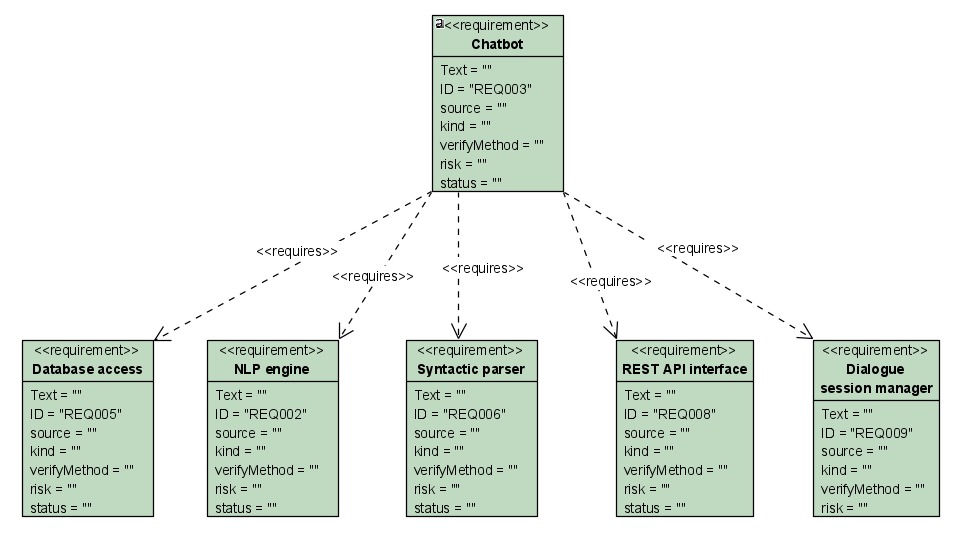 a
<<requirement>>
Chatbot
Text = ""
ID = "REQ003"
source = ""
kind = ""
verifyMethod = ""
risk = ""
status = ""
<<requires>>
<<requires>>
<<requires>>
<<requires>>
<<requires>>
<<requirement>>
Database access
Text = ""
ID = "REQ005"
source = ""
kind = ""
verifyMethod = ""
risk = ""
status = ""
<<requirement>>
NLP engine
Text = ""
ID = "REQ002"
source = ""
kind = ""
verifyMethod = ""
risk = ""
status = ""
<<requirement>>
Syntactic parser
Text = ""
ID = "REQ006"
source = ""
kind = ""
verifyMethod = ""
risk = ""
status = ""
<<requirement>>
REST API interface
Text = ""
ID = "REQ008"
source = ""
kind = ""
verifyMethod = ""
risk = ""
status = ""
<<requirement>>
Dialogue
session manager
Text = ""
ID = "REQ009"
source = ""
kind = ""
verifyMethod = ""
risk = ""